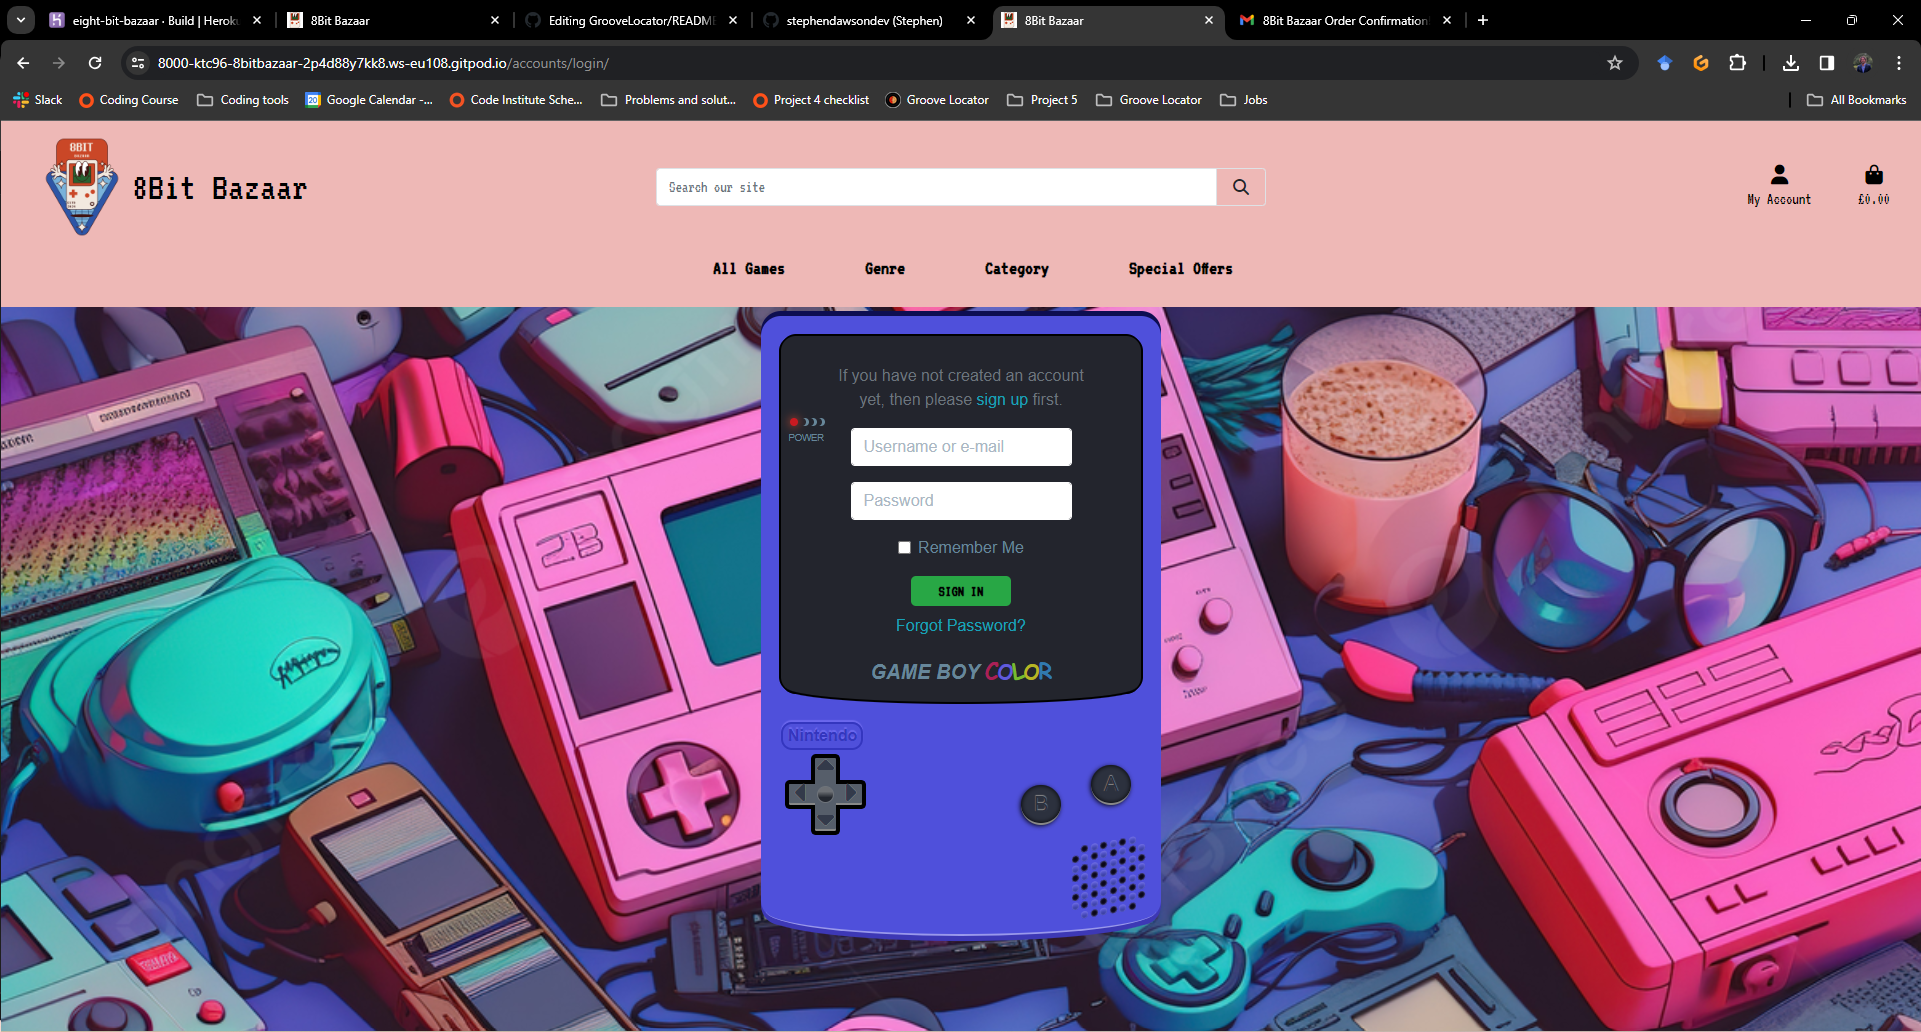 eight-bit-bazaar · Build | Heroku
8Bit Bazaar
Editing GrooveLocator/README
stephendawsondev (Stephen)
8Bit Bazaar
8Bit Bazaar Order Confirmation
8000-ktc96-8bitbazaar-2p4d88y7kk8.ws-eu108.gitpod.io/accounts/login/
Slack
Coding Course
Coding tools
Google Calendar -...
Code Institute Sche...
Problems and solut...
Project 4 checklist
Groove Locator
Project 5
Groove Locator
Jobs
All Bookmarks
8BIT
8Bit Bazaar
Search our site
My Account
£0.00
All Games
Genre
Category
Special Offers
If you have not created an account
yet, then please sign up first.
POWER
Username or e-mail
Password
Remember Me
SIGN IN
Forgot Password?
GAME BOY COLOR
Nintendo
A
B